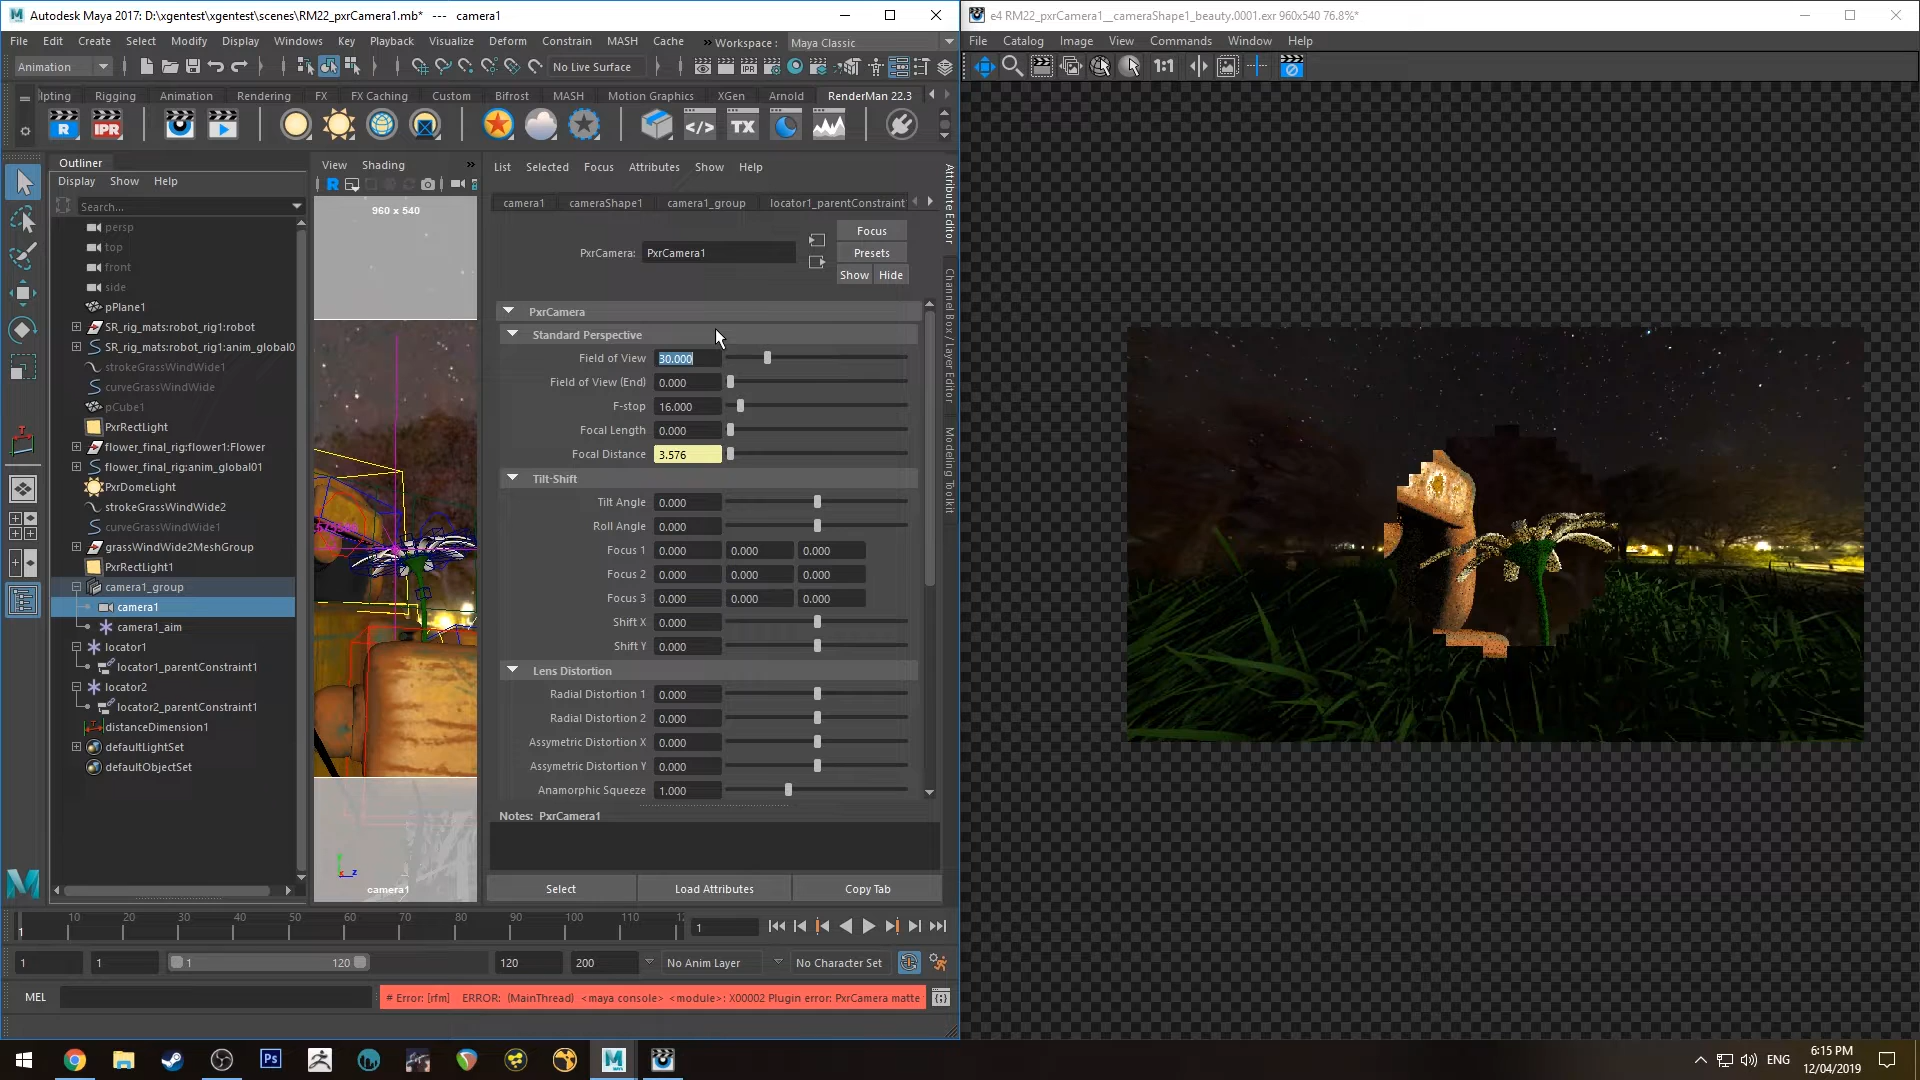 Autodesk Maya 2017: D:\xgentest\xgentest\scenes\RM22_pxrCamera1.mb* --- camera1
File Edit Create Select Modify Display Windows Key Playback Visualize Deform Constrain MASH Cache » Workspace : Maya Classic
Animation No Live Surface
lpting Rigging Animation Rendering FX FX Caching Custom Bifrost MASH Motion Graphics XGen Arnold RenderMan 22.3
R IPR </> TX
Outliner
Display Show Help
Search...
persp
top
front
side
pPlane1
SR_rig_mats:robot_rig1:robot
SR_rig_mats:robot_rig1:anim_global0
strokeGrassWindWide1
curveGrassWindWide
pCube1
PxrRectLight
flower_final_rig:flower1:Flower
flower_final_rig:anim_global01
PxrDomeLight
strokeGrassWindWide2
curveGrassWindWide1
grassWindWide2MeshGroup
PxrRectLight1
camera1_group
camera1
camera1_aim
locator1
locator1_parentConstraint1
locator2
locator2_parentConstraint1
distanceDimension1
defaultLightSet
defaultObjectSet
View Shading »
960 x 540
camera1
List Selected Focus Attributes Show Help
camera1 cameraShape1 camera1_group locator1_parentConstraint
PxrCamera: PxrCamera1
Focus
Presets
Show Hide
PxrCamera
Standard Perspective
Field of View 30.000
Field of View (End) 0.000
F-stop 16.000
Focal Length 0.000
Focal Distance 3.576
Tilt-Shift
Tilt Angle 0.000
Roll Angle 0.000
Focus 1 0.000 0.000 0.000
Focus 2 0.000 0.000 0.000
Focus 3 0.000 0.000 0.000
Shift X 0.000
Shift Y 0.000
Lens Distortion
Radial Distortion 1 0.000
Radial Distortion 2 0.000
Assymetric Distortion X 0.000
Assymetric Distortion Y 0.000
Anamorphic Squeeze 1.000
Notes: PxrCamera1
Select Load Attributes Copy Tab
Attribute Editor
Channel Box / Layer Editor
Modeling Toolkit
1 10 20 30 40 50 60 70 80 90 100 110 12 1
1 1 1 120 120 200 No Anim Layer No Character Set
MEL # Error: [rfm] ERROR: (MainThread) <maya console> <module>: X00002 Plugin error: PxrCamera matte
e4 RM22_pxrCamera1__cameraShape1_beauty.0001.exr 960x540 76.8%*
File Catalog Image View Commands Window Help
1:1
ENG
6:15 PM
12/04/2019